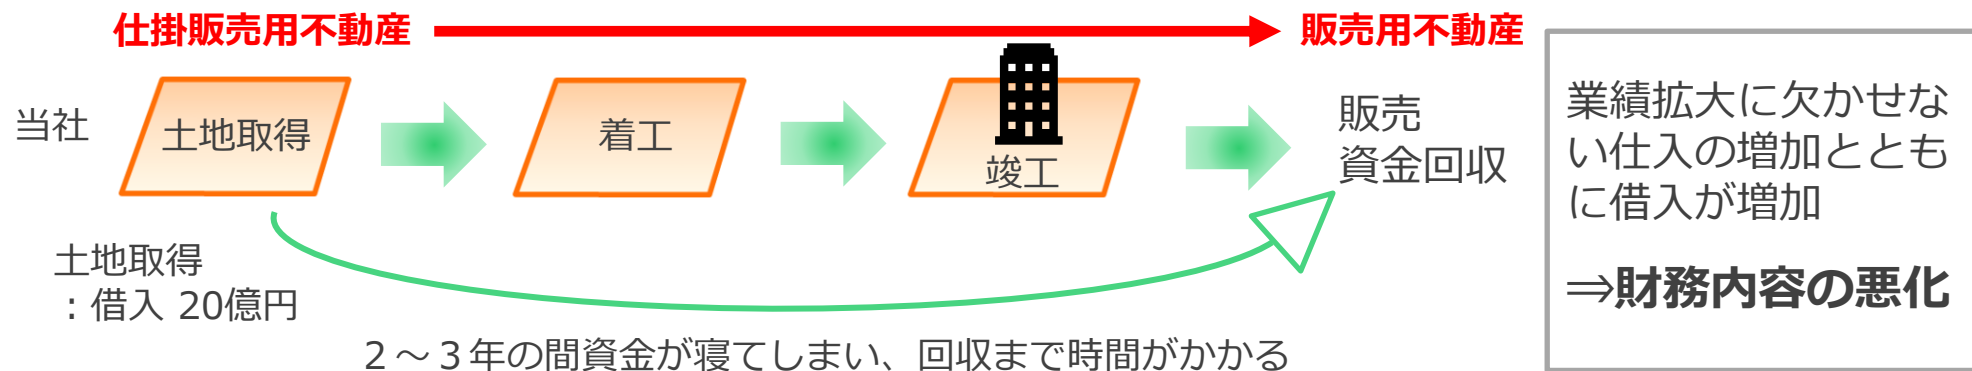 仕掛販売用不動産
販売用不動産
当社
土地取得
着工
竣工
販売
資金回収
土地取得
：借入 20億円
２～３年の間資金が寝てしまい、回収まで時間がかかる
業績拡大に欠かせな
い仕入の増加ととも
に借入が増加
⇒財務内容の悪化